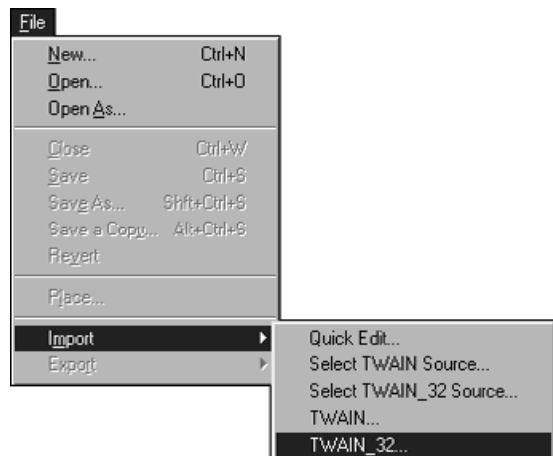 File
New... Ctrl+N
Open... Ctrl+O
Open As...
Close Ctrl+W
Save Ctrl+S
Save As... Shft+Ctrl+S
Save a Copy... Alt+Ctrl+S
Revert
Place...
Import
Export
Quick Edit...
Select TWAIN Source...
Select TWAIN_32 Source...
TWAIN...
TWAIN_32...